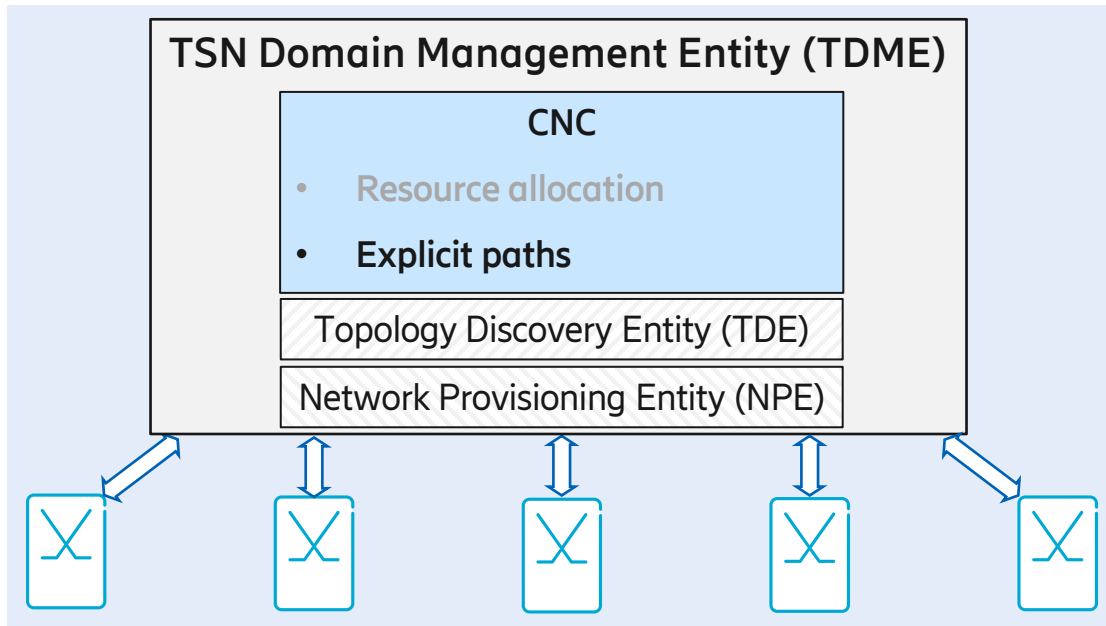 TSN Domain Management Entity (TDME)
CNC
• Resource allocation
• Explicit paths
Topology Discovery Entity (TDE)
Network Provisioning Entity (NPE)